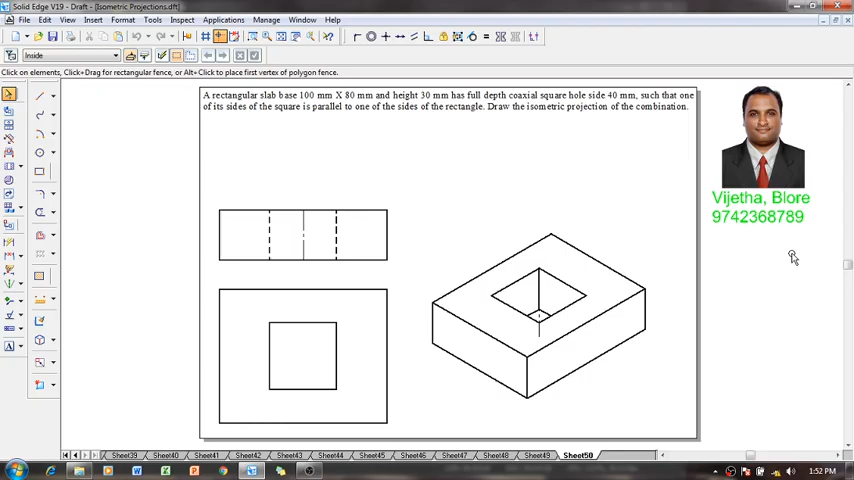 Solid Edge V19 - Draft - [Isometric Projections.dft]
File Edit View Insert Format Tools Inspect Applications Manage Window Help
Inside
Click on elements, Click+Drag for rectangular fence, or Alt+Click to place first vertex of polygon fence.
A rectangular slab base 100 mm X 80 mm and height 30 mm has full depth coaxial square hole side 40 mm, such that one
of its sides of the square is parallel to one of the sides of the rectangle. Draw the isometric projection of the combination.
Vijetha, Blore
9742368789
Sheet39 Sheet40 Sheet41 Sheet42 Sheet43 Sheet44 Sheet45 Sheet46 Sheet47 Sheet48 Sheet49 Sheet50
1:52 PM